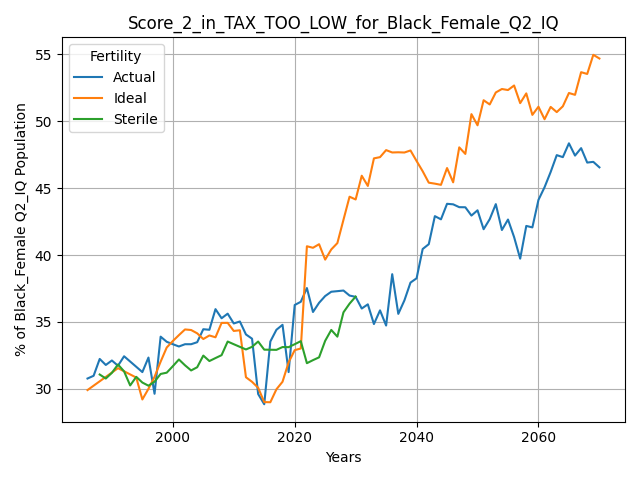 Score_2_in_TAX_TOO_LOW_for_Black_Female_Q2_IQ
% of Black_Female Q2_IQ Population
Fertility
Actual
Ideal
Sterile
55
50
45
40
35
30
2000
2020
2040
2060
Years